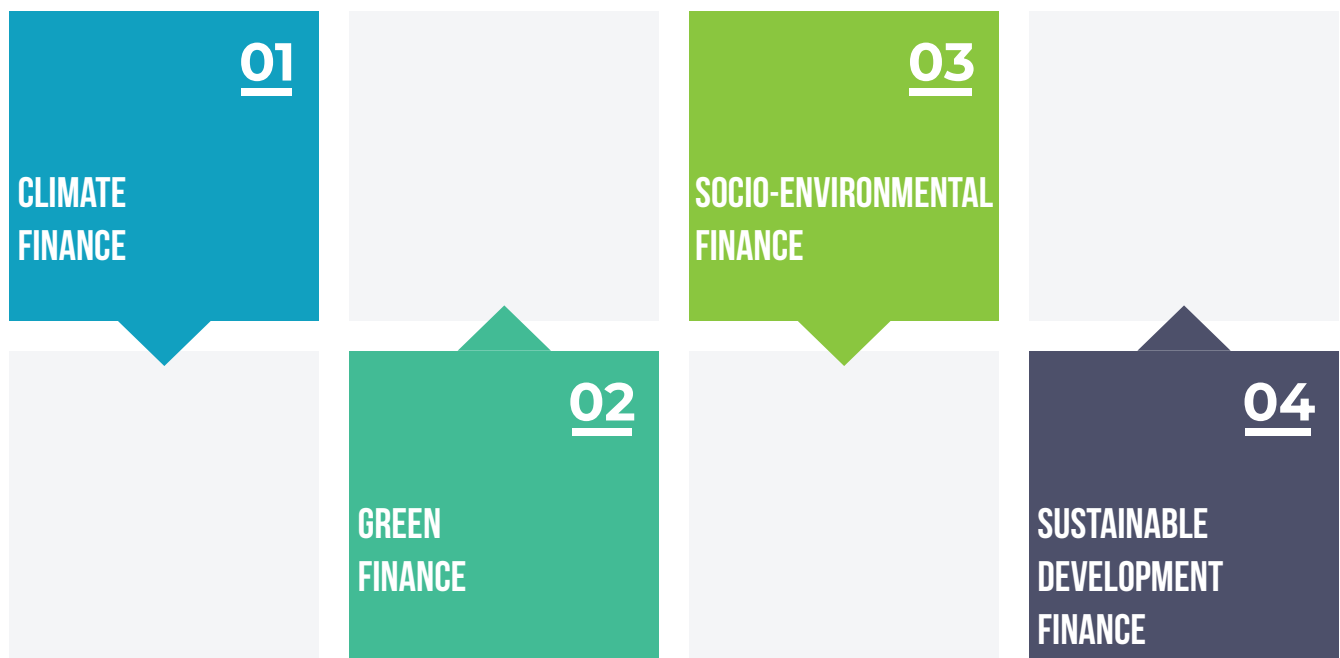 01
CLIMATE
FINANCE
02
GREEN
FINANCE
03
SOCIO-ENVIRONMENTAL
FINANCE
04
SUSTAINABLE
DEVELOPMENT
FINANCE